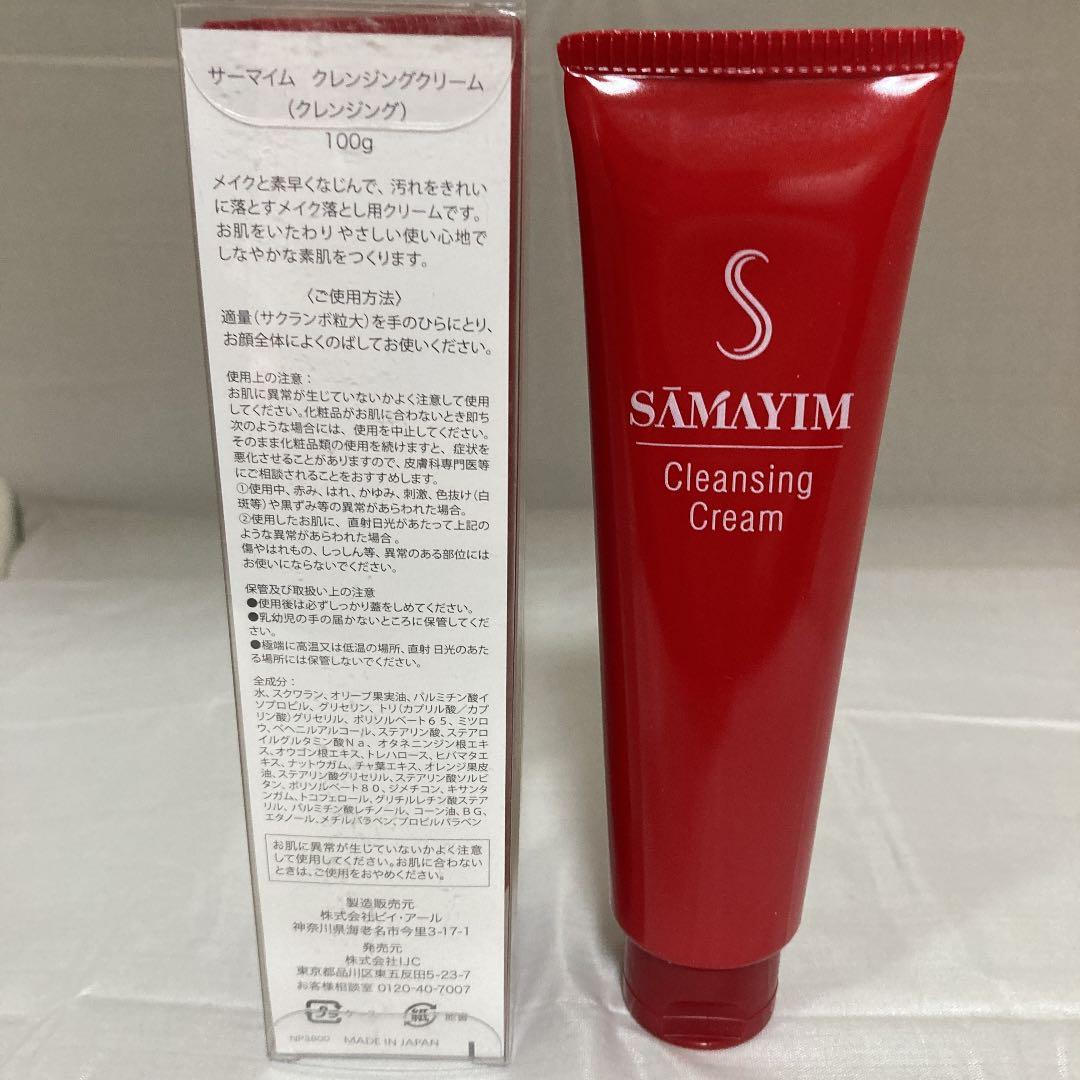 サーマイム クレンジングクリーム
（クレンジング）
100g
メイクと素早くなじんで、汚れをきれい
に落とすメイク落とし用クリームです。
お肌をいたわりやさしい使い心地で
しなやかな素肌をつくります。
〈ご使用方法〉
適量（サクランボ粒大）を手のひらにとり、
お顔全体によくのばしてお使いください。
使用上の注意：
お肌に異常が生じていないかよく注意して使用
してください。化粧品がお肌に合わないとき即ち
次のような場合には、使用を中止してください。
そのまま化粧品類の使用を続けますと、症状を
悪化させることがありますので、皮膚科専門医等
にご相談されることをおすすめします。
①使用中、赤み、はれ、かゆみ、刺激、色抜け（白
斑等）や黒ずみ等の異常があらわれた場合。
②使用したお肌に、直射日光があたって上記の
ような異常があらわれた場合。
傷やはれもの、しっしん等、異常のある部位には
お使いにならないでください。
保管及び取扱い上の注意
●使用後は必ずしっかり蓋をしめてください。
●乳幼児の手の届かないところに保管してくだ
さい。
●極端に高温又は低温の場所、直射日光のあた
る場所には保管しないでください。
全成分：
水、スクワラン、オリーブ果実油、パルミチン酸イ
ソプロピル、グリセリン、トリ（カプリル酸／カプ
リン酸）グリセリル、ポリソルベート６５、ミツロ
ウ、ベヘニルアルコール、ステアリン酸、ステアロ
イルグルタミン酸Ｎａ、オタネニンジン根エキ
ス、オウゴン根エキス、トレハロース、ヒバマタエ
キス、ナットウガム、チャ葉エキス、オレンジ果皮
油、ステアリン酸グリセリル、ステアリン酸ソルビ
タン、ポリソルベート８０、ジメチコン、キサンタ
ンガム、トコフェロール、グリチルレチン酸ステア
リル、パルミチン酸レチノール、コーン油、ＢＧ、
エタノール、メチルパラベン、プロピルパラベン
お肌に異常が生じていないかよく注意
して使用してください。お肌に合わない
ときは、ご使用をおやめください。
製造販売元
株式会社ビイ・アール
神奈川県海老名市今里3-17-1
発売元
株式会社IJC
東京都品川区東五反田5-23-7
お客様相談室 0120-40-7007
プラ ケース
能書
NP3800 MADE IN JAPAN
S
SĀMAYIM
Cleansing
Cream